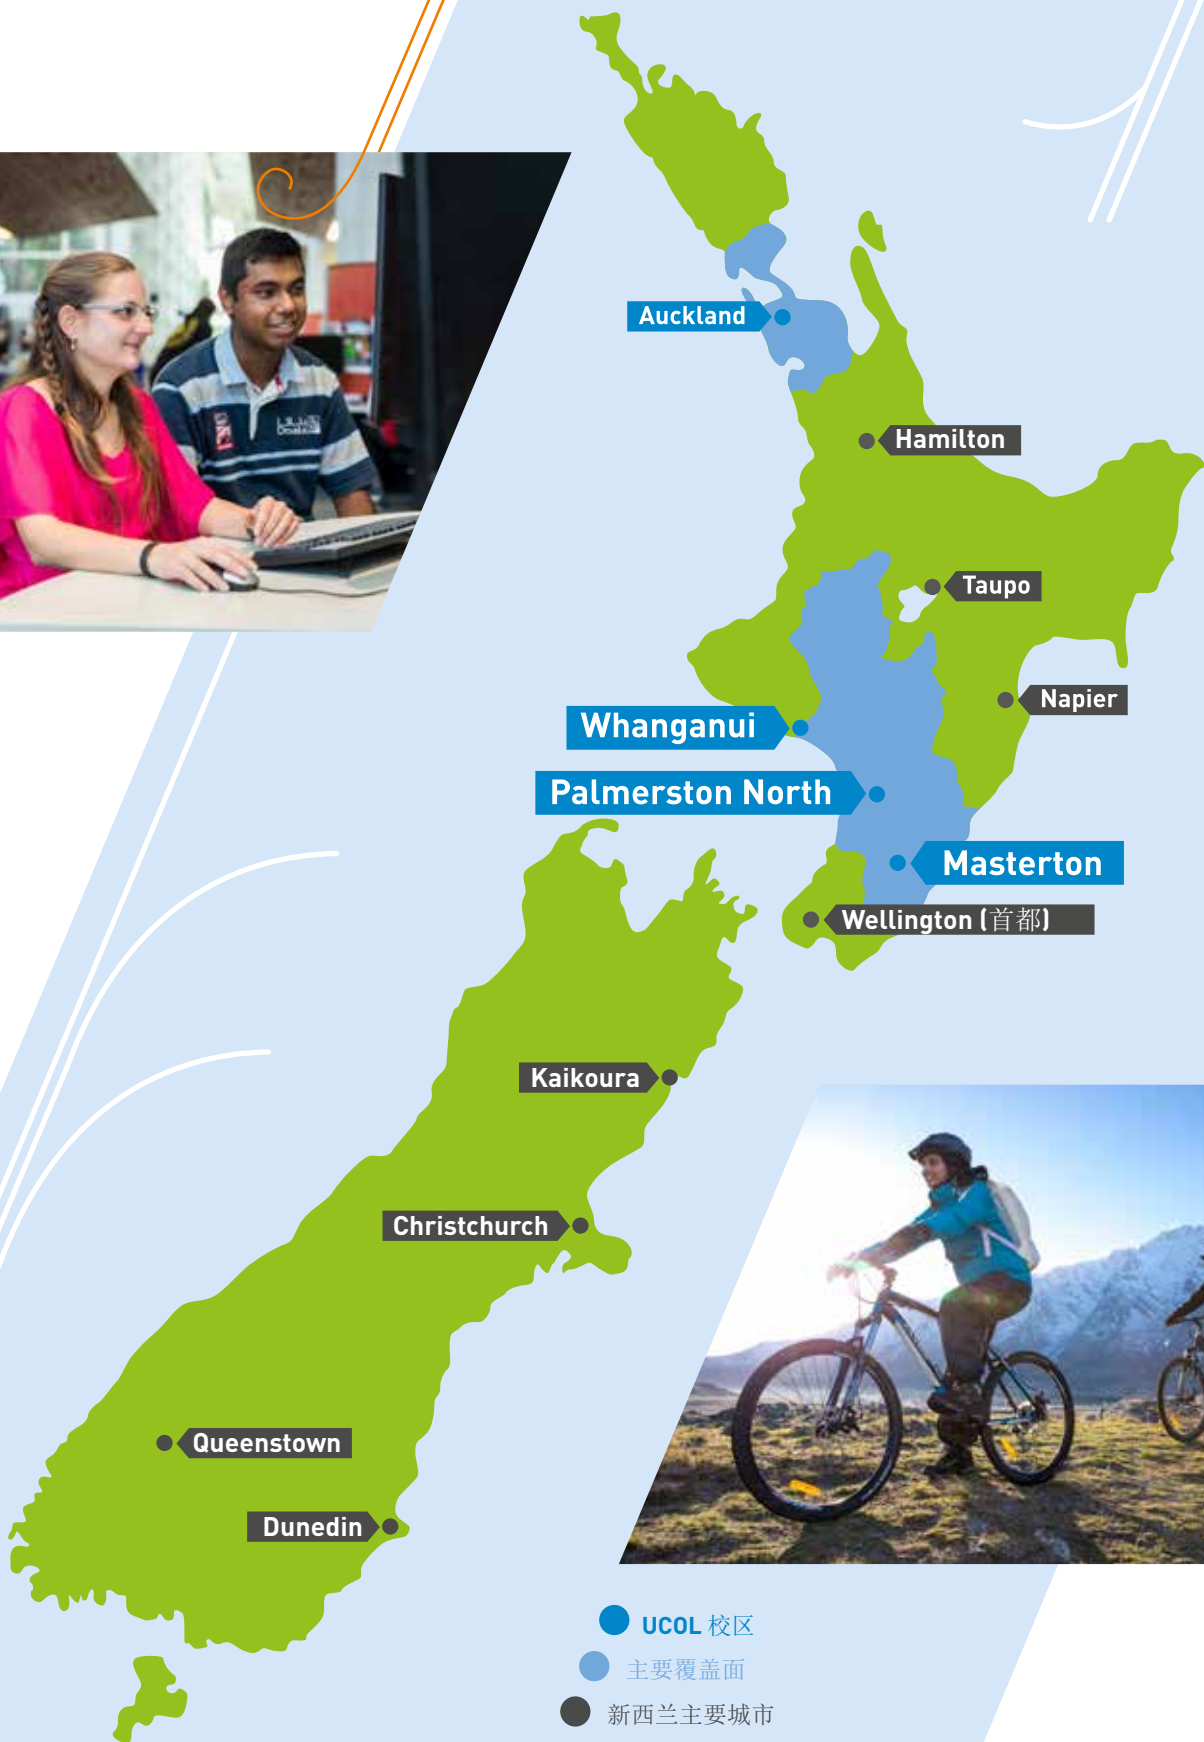 Auckland
Hamilton
Taupo
Napier
Whanganui
Palmerston North
Masterton
Wellington (首都)
Kaikoura
Christchurch
Queenstown
Dunedin
UCOL 校区
主要覆盖面
新西兰主要城市